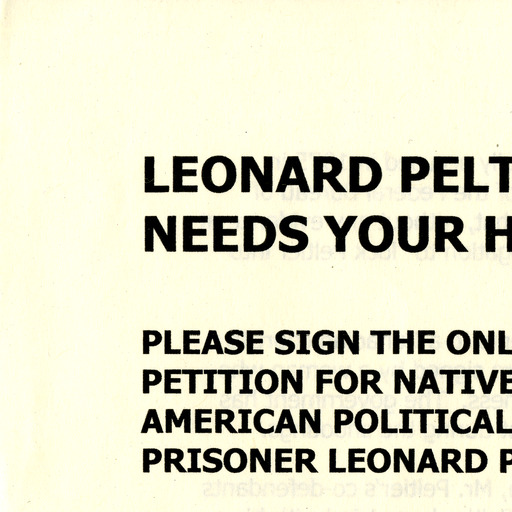 LEONARD PELT
NEEDS YOUR H
PLEASE SIGN THE ONL
PETITION FOR NATIVE
AMERICAN POLITICAL
PRISONER LEONARD P